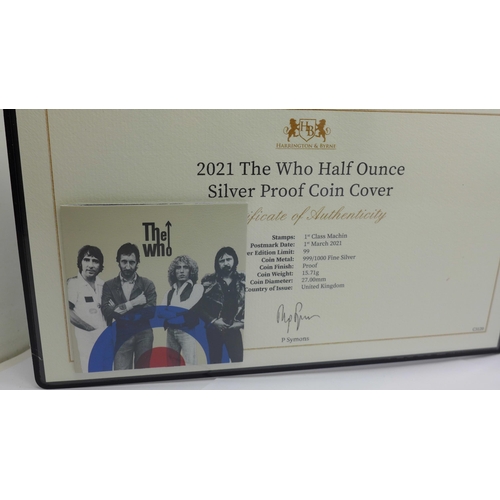 HB
HARRINGTON & BYRNE
2021 The Who Half Ounce
Silver Proof Coin Cover
of Authenticity
Stamps: 1st Class Machin
Postmark Date: 1st March 2021
Edition Limit: 99
Coin Metal: 999/1000 Fine Silver
Coin Finish: Proof
Coin Weight: 15.71g
Coin Diameter: 27.00mm
Country of Issue: United Kingdom
P Symons
The
Who